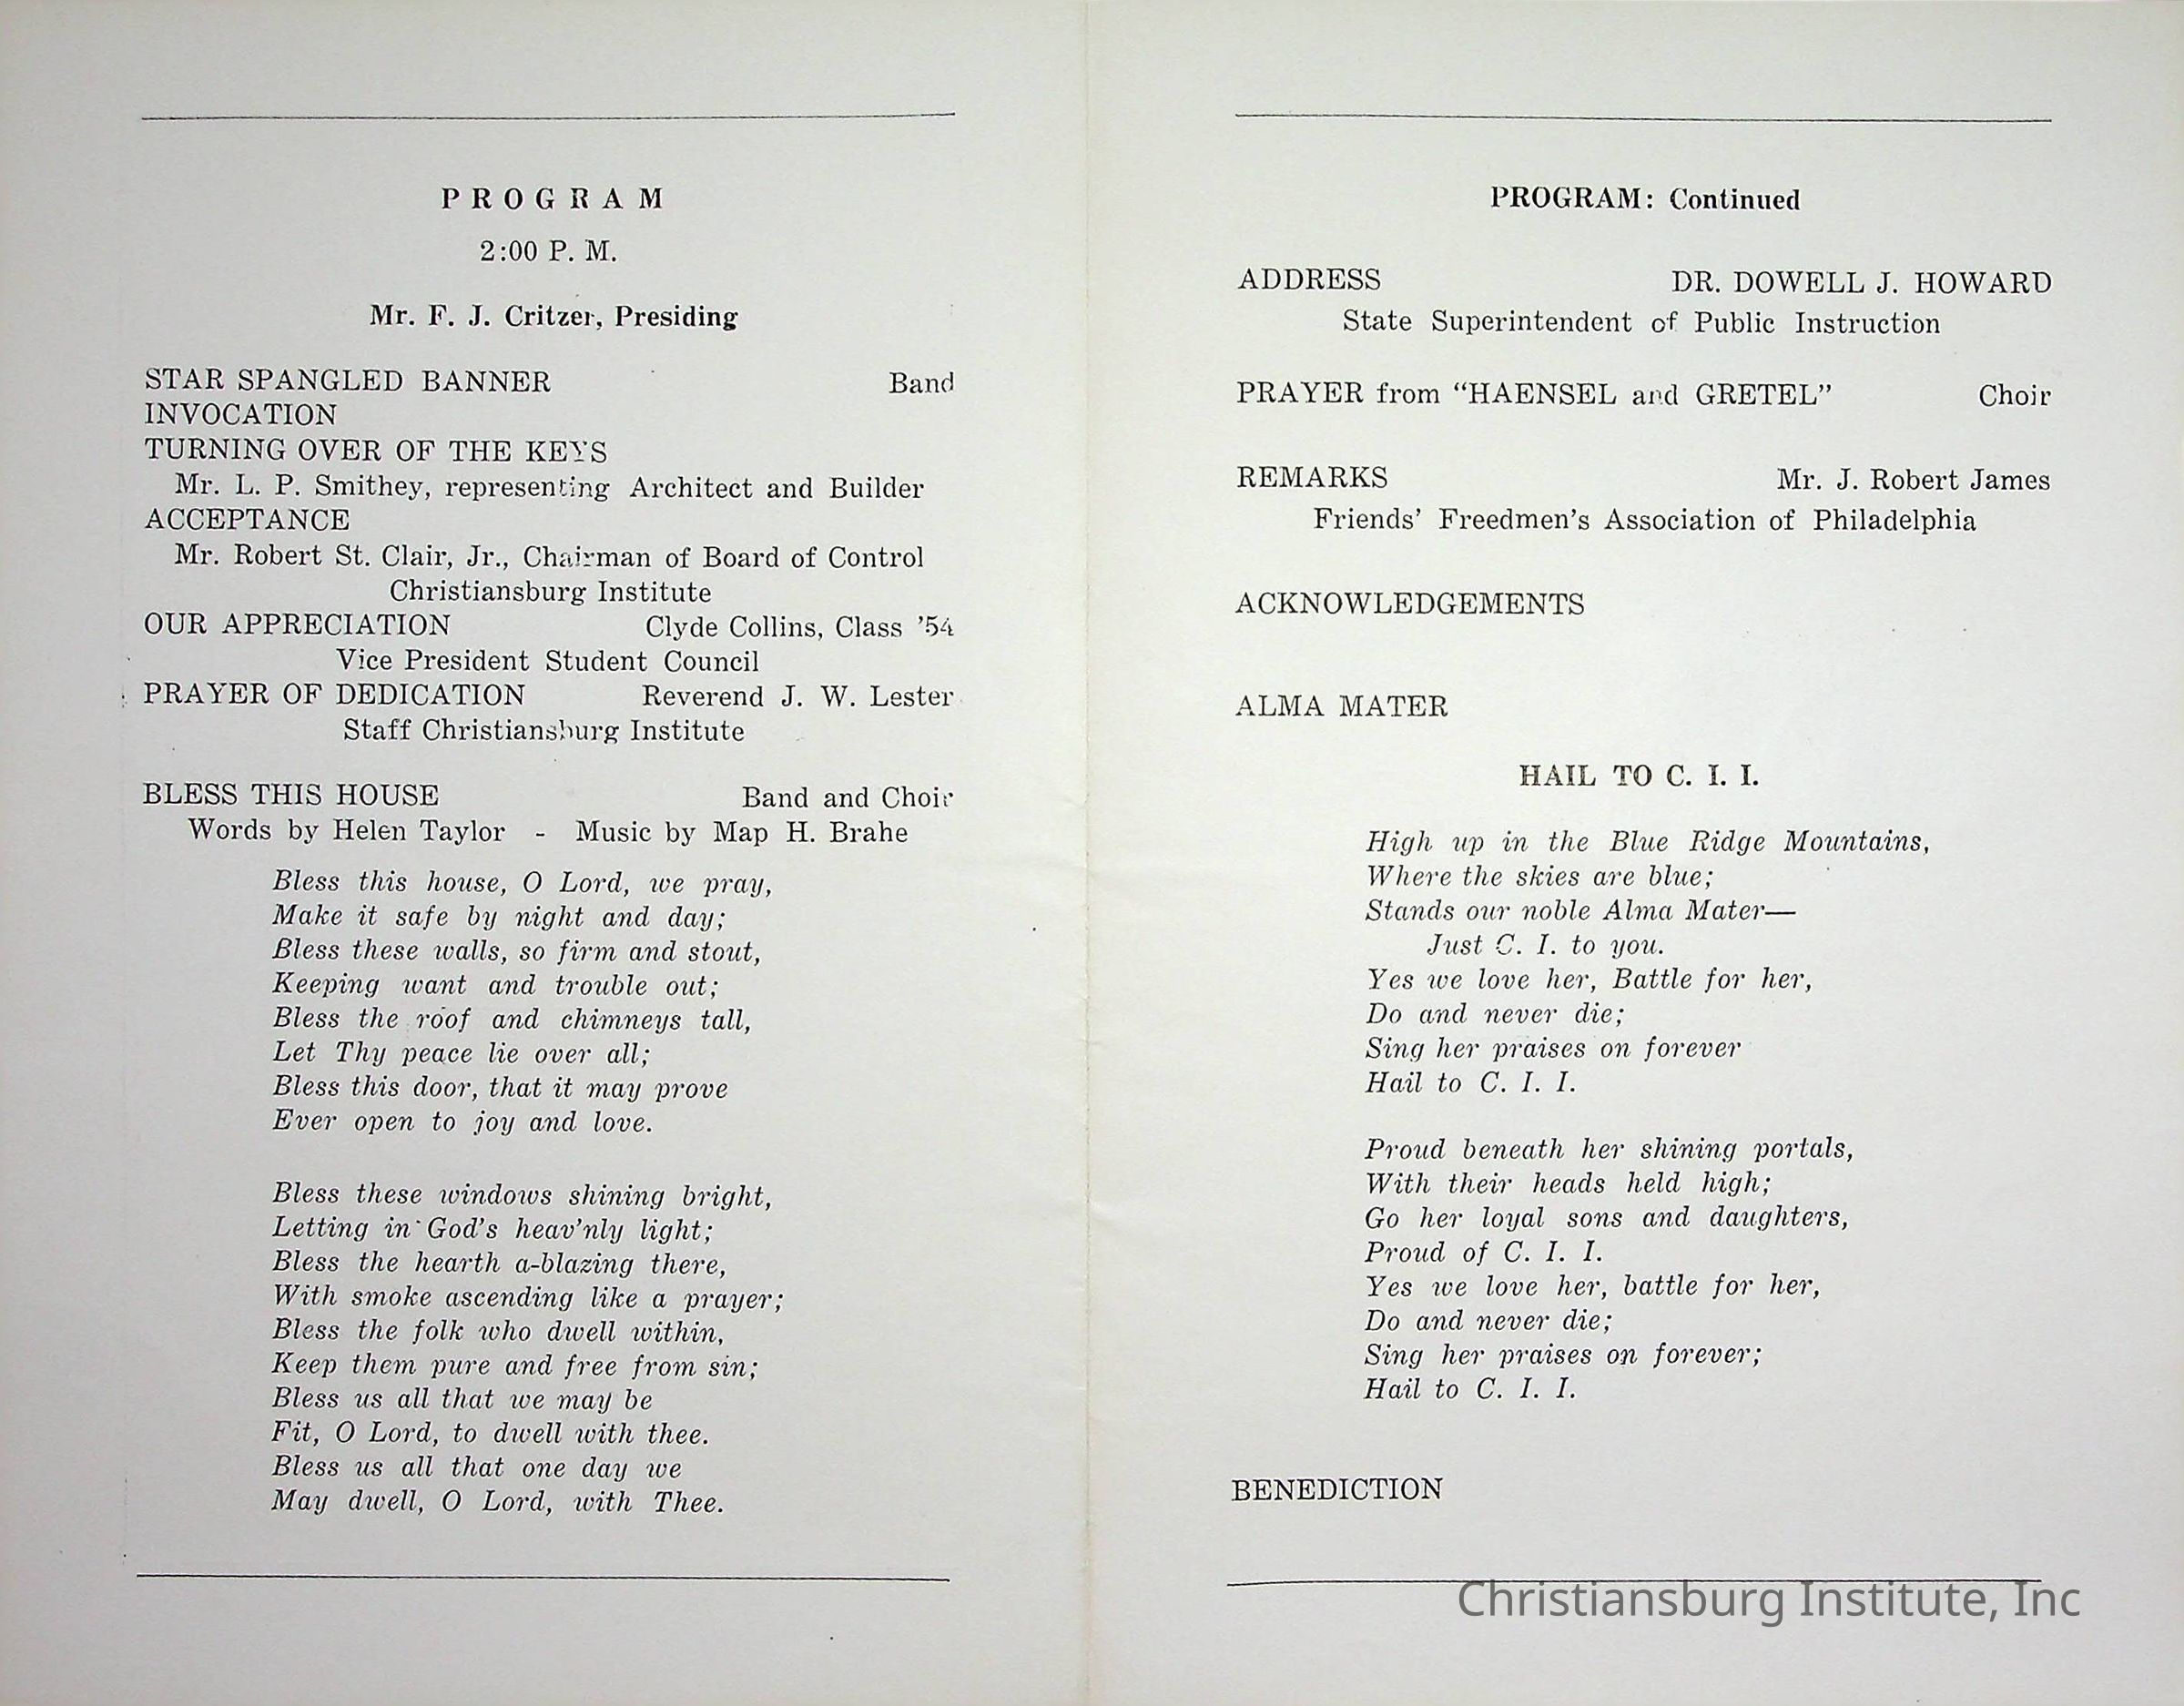 PROGRAM
2:00 P. M.
Mr. F. J. Critzer, Presiding
STAR SPANGLED BANNER Band
INVOCATION
TURNING OVER OF THE KEYS
Mr. L. P. Smithey, representing Architect and Builder
ACCEPTANCE
Mr. Robert St. Clair, Jr., Chairman of Board of Control
Christiansburg Institute
OUR APPRECIATION Clyde Collins, Class '54
Vice President Student Council
PRAYER OF DEDICATION Reverend J. W. Lester
Staff Christiansburg Institute
BLESS THIS HOUSE Band and Choir
Words by Helen Taylor - Music by Map H. Brahe
Bless this house, O Lord, we pray,
Make it safe by night and day;
Bless these walls, so firm and stout,
Keeping want and trouble out;
Bless the roof and chimneys tall,
Let Thy peace lie over all;
Bless this door, that it may prove
Ever open to joy and love.
Bless these windows shining bright,
Letting in God's heav'nly light;
Bless the hearth a-blazing there,
With smoke ascending like a prayer;
Bless the folk who dwell within,
Keep them pure and free from sin;
Bless us all that we may be
Fit, O Lord, to dwell with thee.
Bless us all that one day we
May dwell, O Lord, with Thee.
PROGRAM: Continued
ADDRESS DR. DOWELL J. HOWARD
State Superintendent of Public Instruction
PRAYER from "HAENSEL and GRETEL" Choir
REMARKS Mr. J. Robert James
Friends' Freedmen's Association of Philadelphia
ACKNOWLEDGEMENTS
ALMA MATER
HAIL TO C. I. I.
High up in the Blue Ridge Mountains,
Where the skies are blue;
Stands our noble Alma Mater—
Just C. I. to you.
Yes we love her, Battle for her,
Do and never die;
Sing her praises on forever
Hail to C. I. I.
Proud beneath her shining portals,
With their heads held high;
Go her loyal sons and daughters,
Proud of C. I. I.
Yes we love her, battle for her,
Do and never die;
Sing her praises on forever;
Hail to C. I. I.
BENEDICTION
Christiansburg Institute, Inc